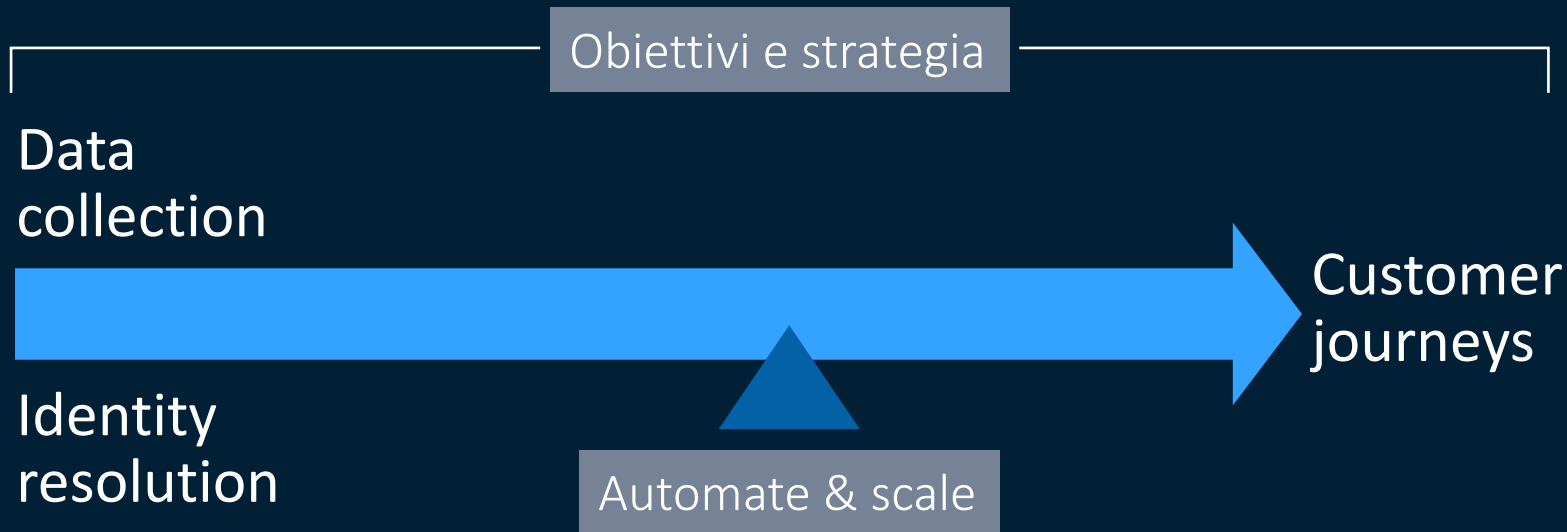 Obiettivi e strategia
Data
collection
Customer
journeys
Identity
resolution
Automate & scale